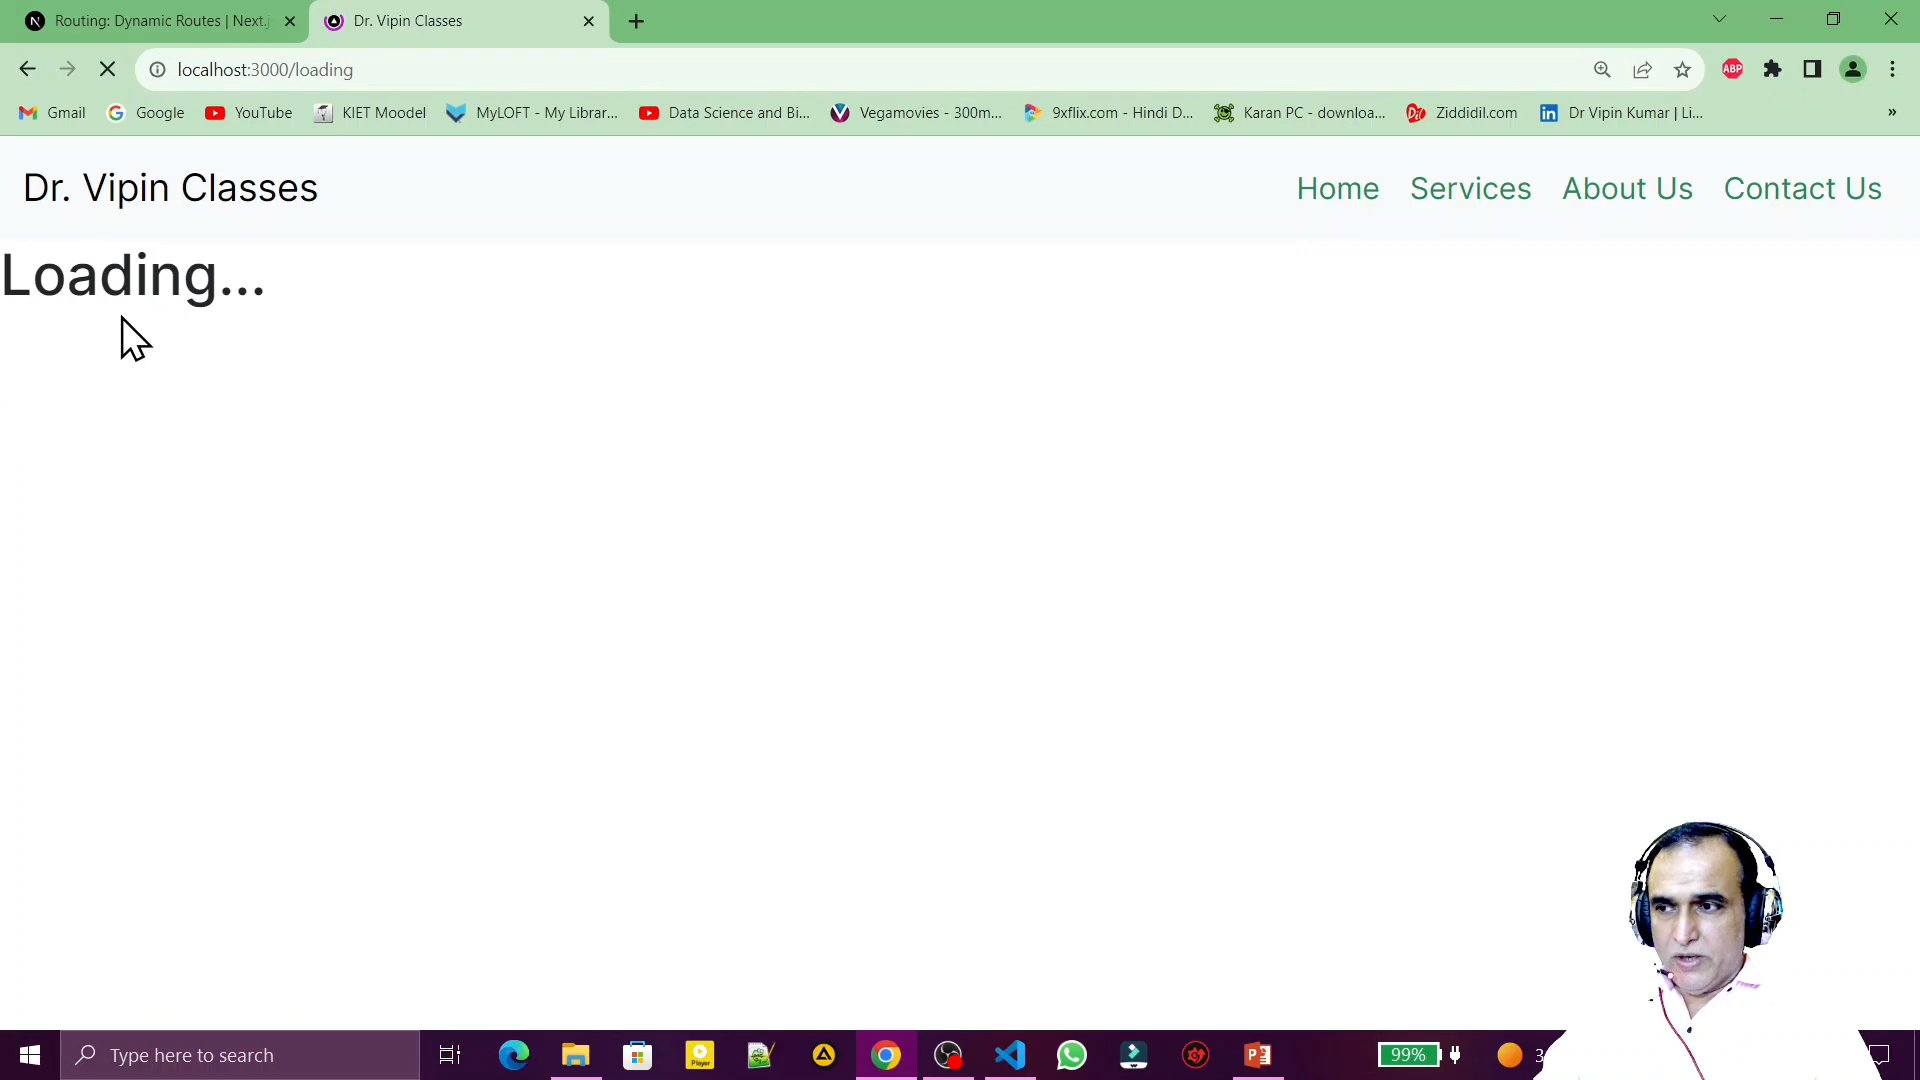 Routing: Dynamic Routes | Next.j
Dr. Vipin Classes
localhost:3000/loading
ABP
Gmail
Google
YouTube
KIET Moodel
MyLOFT - My Librar...
Data Science and Bi...
Vegamovies - 300m...
9xflix.com - Hindi D...
Karan PC - downloa...
Ziddidil.com
Dr Vipin Kumar | Li...
»
Dr. Vipin Classes
Home
Services
About Us
Contact Us
Loading...
Type here to search
99%
3